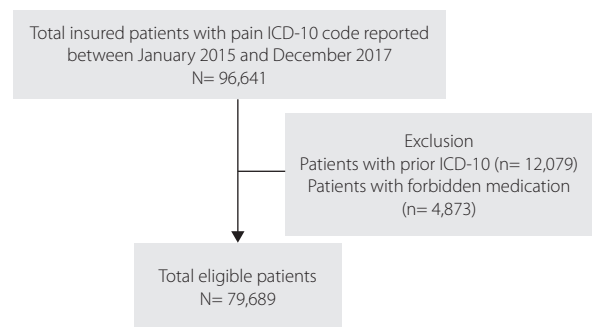 Total insured patients with pain ICD-10 code reported
between January 2015 and December 2017
N= 96,641
Exclusion
Patients with prior ICD-10 (n= 12,079)
Patients with forbidden medication
(n= 4,873)
Total eligible patients
N= 79,689